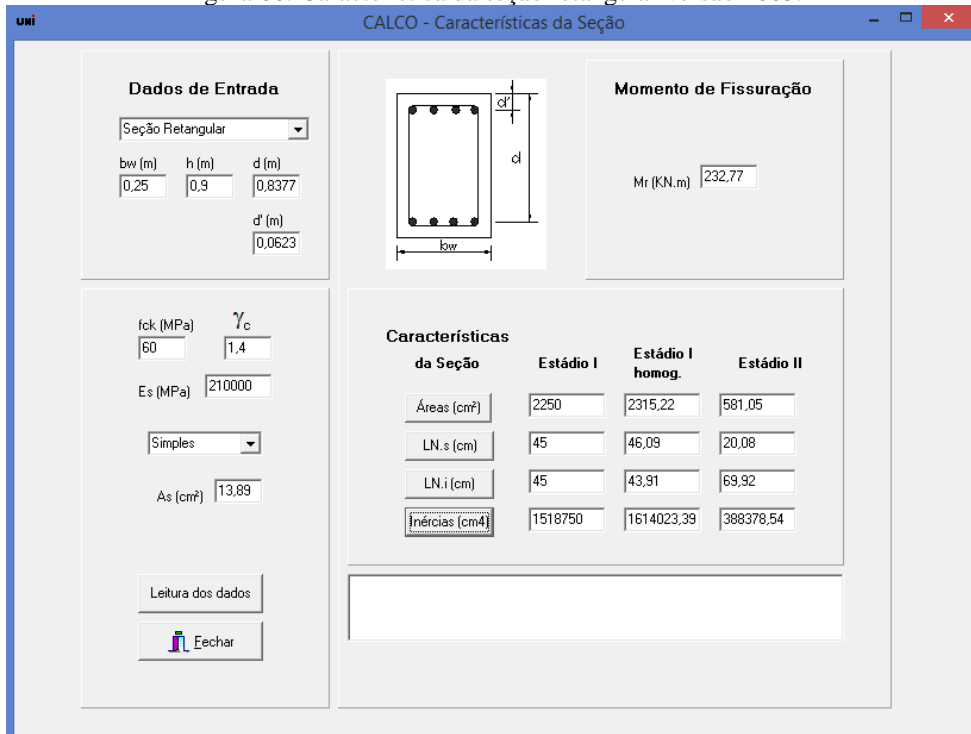 CALCO - Características da Seção
Dados de Entrada
Seção Retangular
bw (m) h (m) d (m)
0,25 0,9 0,8377
d' (m)
0,0623
d'
d
bw
Momento de Fissuração
Mr (KN.m) 232,77
fck (MPa) γc
60 1,4
Es (MPa) 210000
Simples
As (cm²) 13,89
Leitura dos dados
Fechar
Características
da Seção Estádio I Estádio I homog. Estádio II
Áreas (cm²) 2250 2315,22 581,05
LN.s (cm) 45 46,09 20,08
LN.i (cm) 45 43,91 69,92
Inércias (cm4) 1518750 1614023,39 388378,54